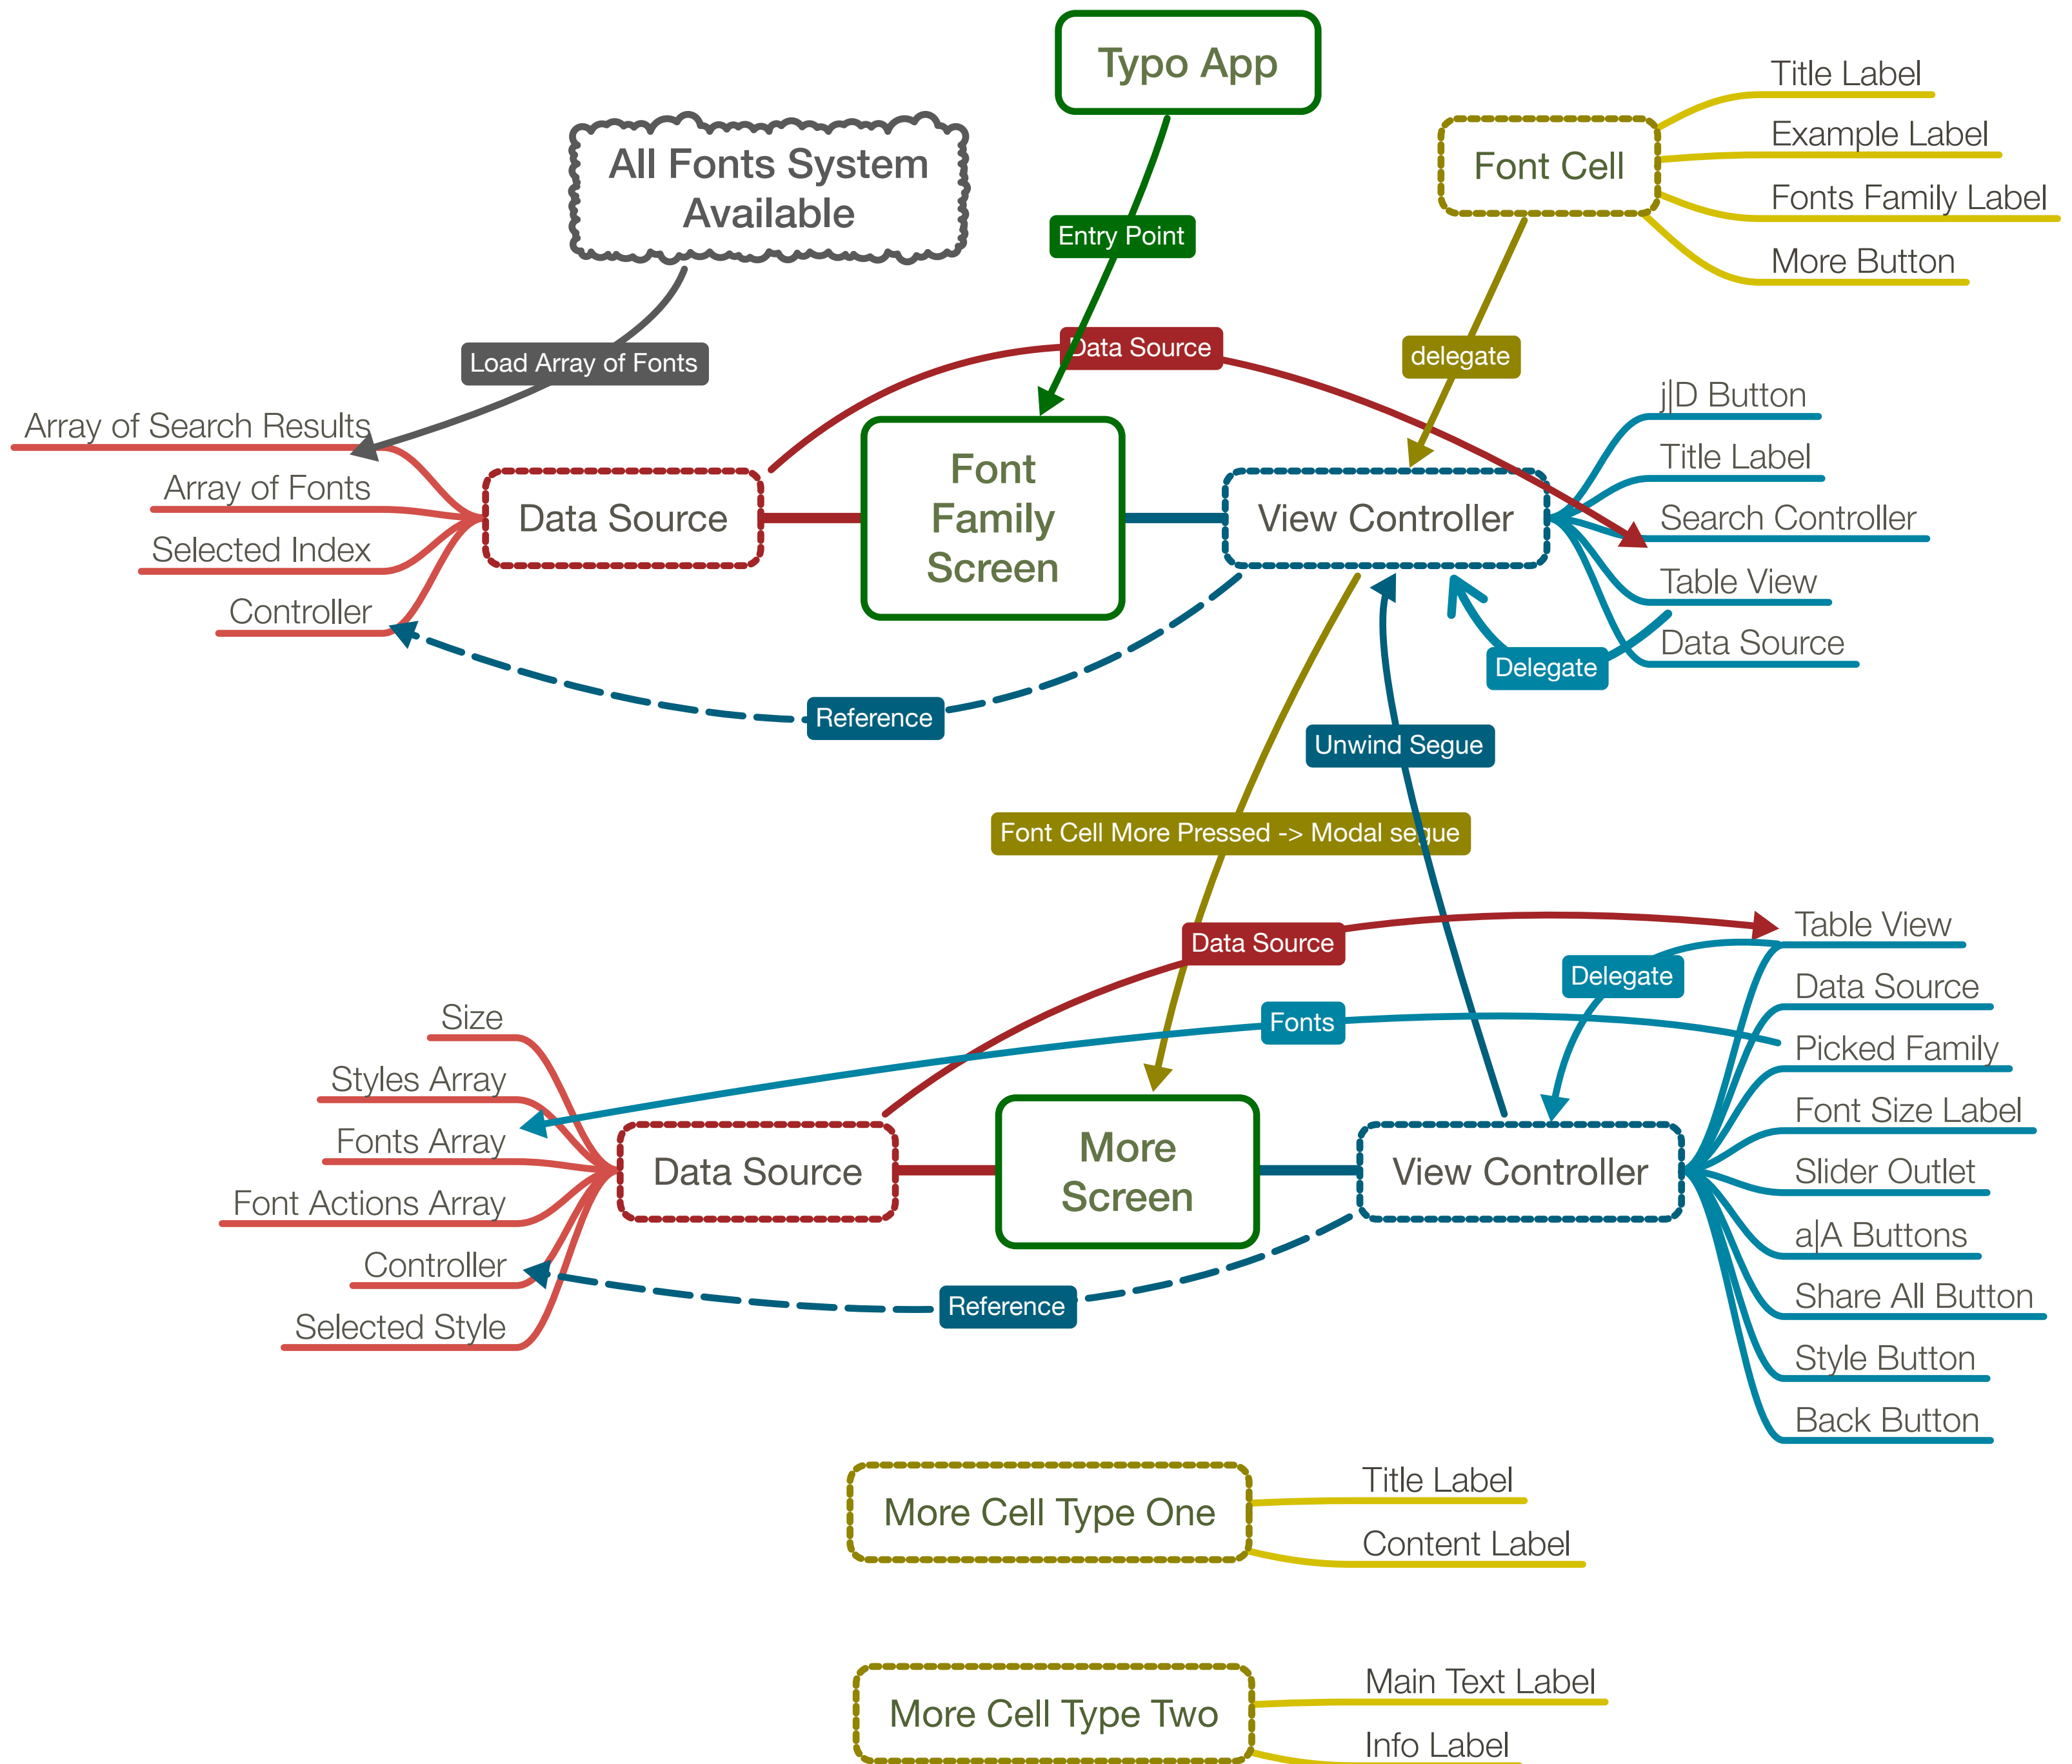 Typo App
All Fonts System
Available
Font Cell
Title Label
Example Label
Fonts Family Label
More Button
Entry Point
Load Array of Fonts
Data Source
delegate
Array of Search Results
Array of Fonts
Selected Index
Controller
Data Source
Font
Family
Screen
View Controller
j|D Button
Title Label
Search Controller
Table View
Data Source
Delegate
Reference
Unwind Segue
Font Cell More Pressed -> Modal segue
Data Source
Delegate
Fonts
Size
Styles Array
Fonts Array
Font Actions Array
Controller
Selected Style
Data Source
More
Screen
View Controller
Table View
Data Source
Picked Family
Font Size Label
Slider Outlet
a|A Buttons
Share All Button
Style Button
Back Button
Reference
More Cell Type One
Title Label
Content Label
More Cell Type Two
Main Text Label
Info Label